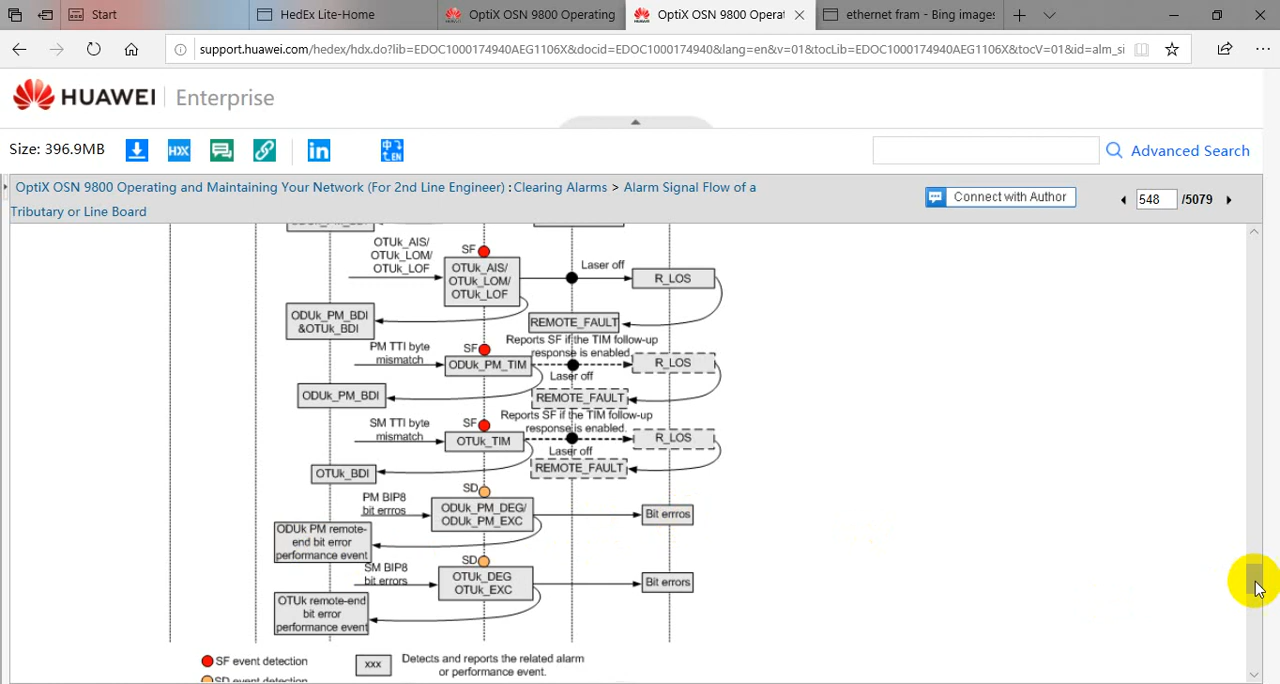 Start
HedEx Lite-Home
OptiX OSN 9800 Operating
OptiX OSN 9800 Operat
ethernet fram - Bing images
support.huawei.com/hedex/hdx.do?lib=EDOC1000174940AEG1106X&docid=EDOC1000174940&lang=en&v=01&tocLib=EDOC1000174940AEG1106X&tocV=01&id=alm_si
HUAWEI
Enterprise
Size: 396.9MB
HDX
in
中
EN
Advanced Search
OptiX OSN 9800 Operating and Maintaining Your Network (For 2nd Line Engineer) : Clearing Alarms > Alarm Signal Flow of a
Tributary or Line Board
Connect with Author
548 /5079
OTUk_AIS/
OTUk_LOM/
OTUk_LOF
SF
OTUk_AIS/
OTUk_LOM/
OTUk_LOF
Laser off
R_LOS
ODUk_PM_BDI
&OTUk_BDI
REMOTE_FAULT
PM TTI byte
mismatch
SF
ODUk_PM_TIM
Reports SF if the TIM follow-up
response is enabled.
Laser off
R_LOS
ODUk_PM_BDI
REMOTE_FAULT
SM TTI byte
mismatch
SF
OTUk_TIM
Reports SF if the TIM follow-up
response is enabled.
Laser off
R_LOS
OTUk_BDI
REMOTE_FAULT
PM BIP8
bit erros
SD
ODUk_PM_DEG/
ODUk_PM_EXC
Bit erros
ODUk PM remote-
end bit error
performance event
SM BIP8
bit errors
SD
OTUk_DEG
OTUk_EXC
Bit errors
OTUk remote-end
bit error
performance event
SF event detection
xxx
Detects and reports the related alarm
or performance event.
SD event detection